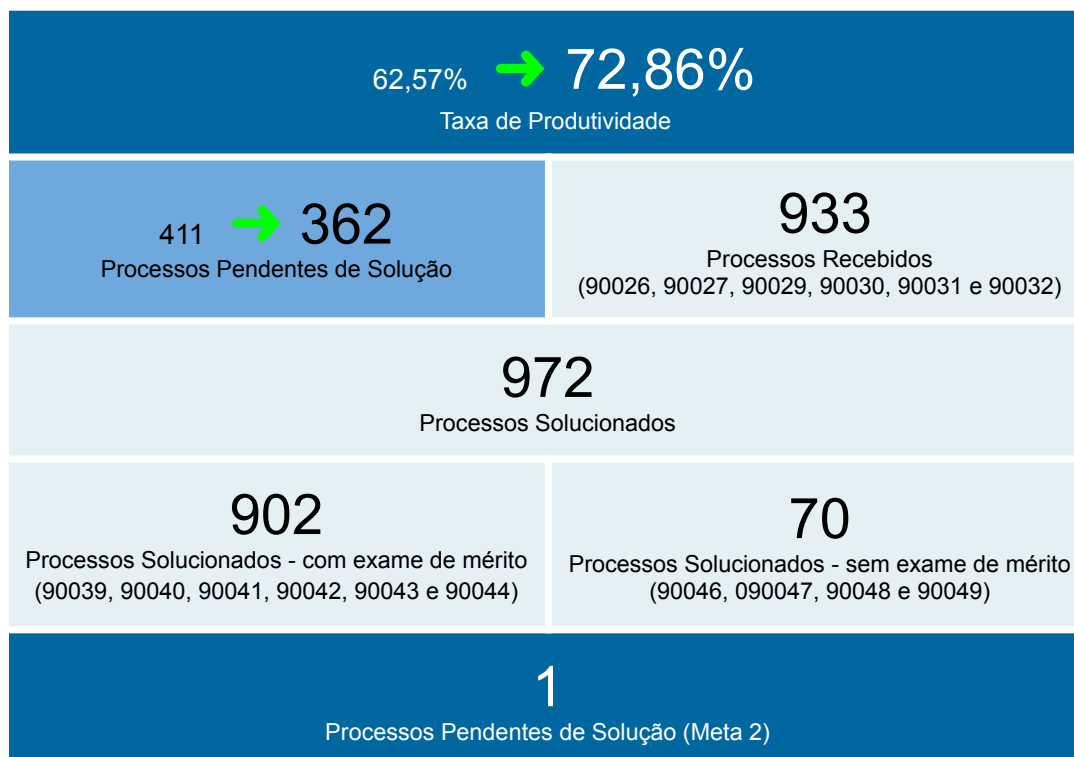 62,57% 72,86%
Taxa de Produtividade
411 362
Processos Pendentes de Solução
933
Processos Recebidos
(90026, 90027, 90029, 90030, 90031 e 90032)
972
Processos Solucionados
902
Processos Solucionados - com exame de mérito
(90039, 90040, 90041, 90042, 90043 e 90044)
70
Processos Solucionados - sem exame de mérito
(90046, 090047, 90048 e 90049)
1
Processos Pendentes de Solução (Meta 2)